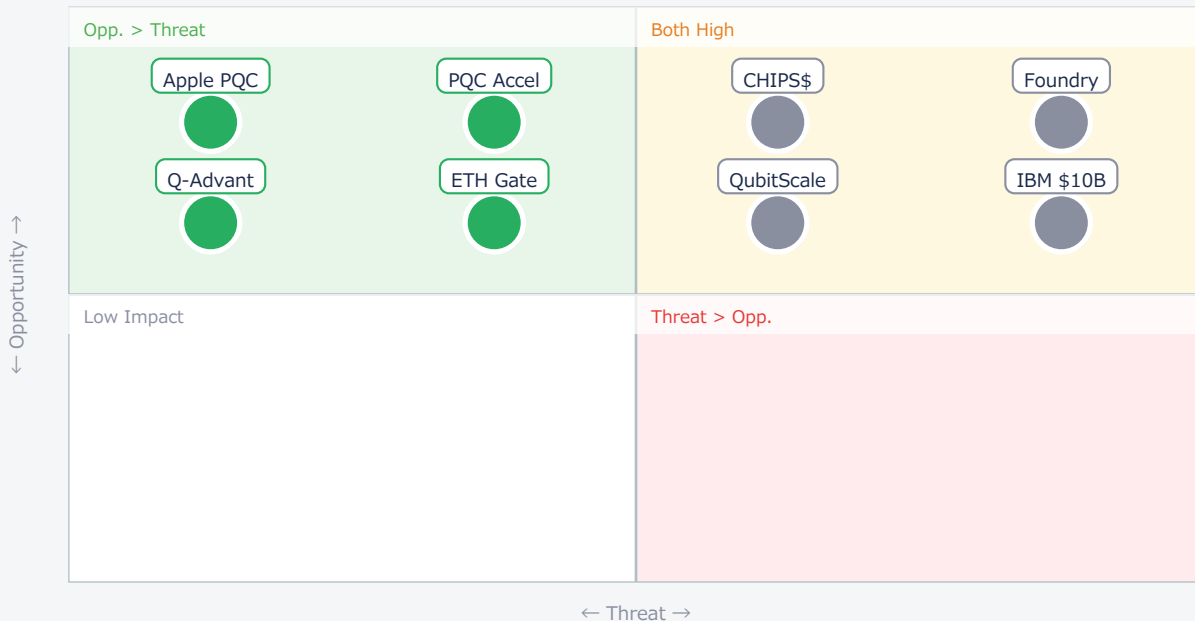 Opp. > Threat
Both High
Apple PQC
PQC Accel
CHIPS$
Foundry
Q-Advant
ETH Gate
QubitScale
IBM $10B
← Opportunity →
Low Impact
Threat > Opp.
← Threat →